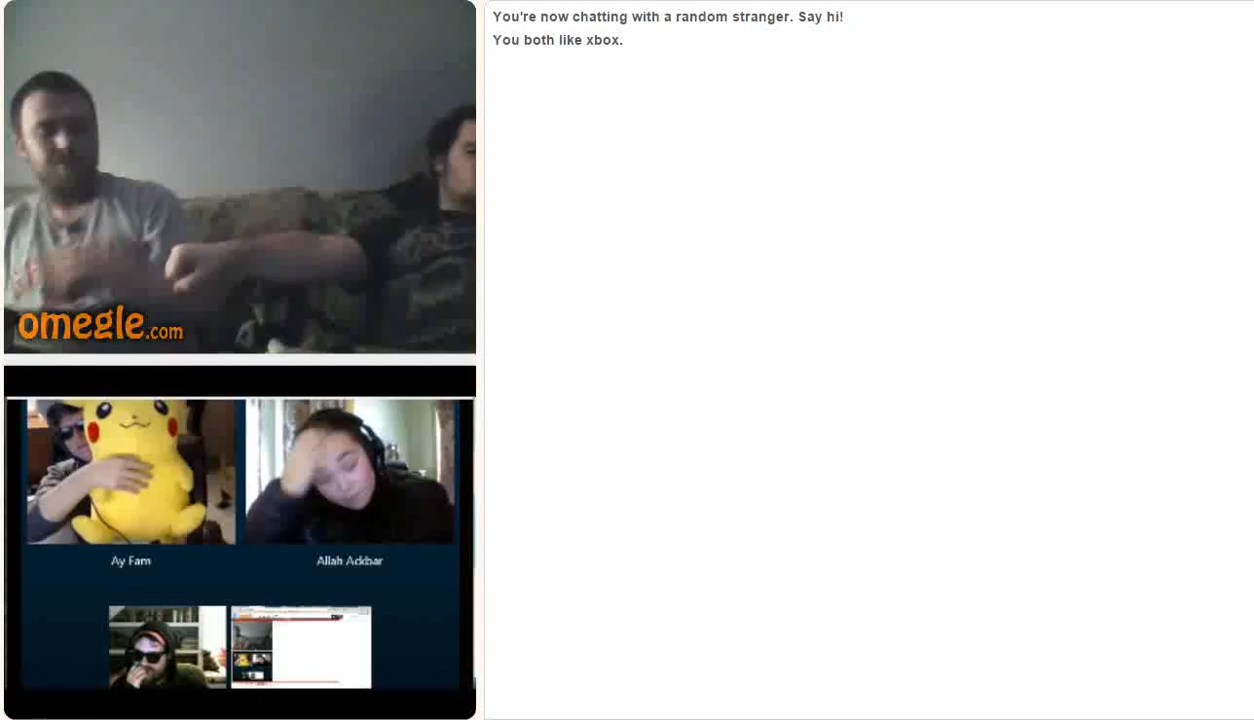 You're now chatting with a random stranger. Say hi!
You both like xbox.
omegle.com
Ay Fam
Allah Ackbar